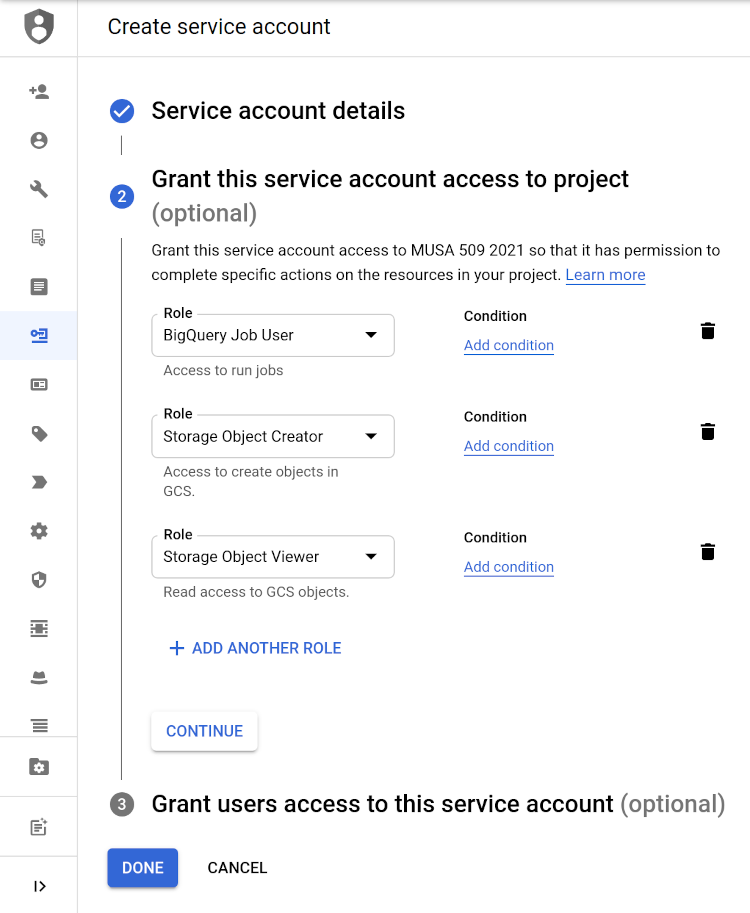 Create service account
Service account details
2
Grant this service account access to project
(optional)
Grant this service account access to MUSA 509 2021 so that it has permission to
complete specific actions on the resources in your project. Learn more
Role
BigQuery Job User
Access to run jobs
Condition
Add condition
Role
Storage Object Creator
Access to create objects in
GCS.
Condition
Add condition
Role
Storage Object Viewer
Read access to GCS objects.
Condition
Add condition
+ ADD ANOTHER ROLE
CONTINUE
3
Grant users access to this service account (optional)
DONE
CANCEL